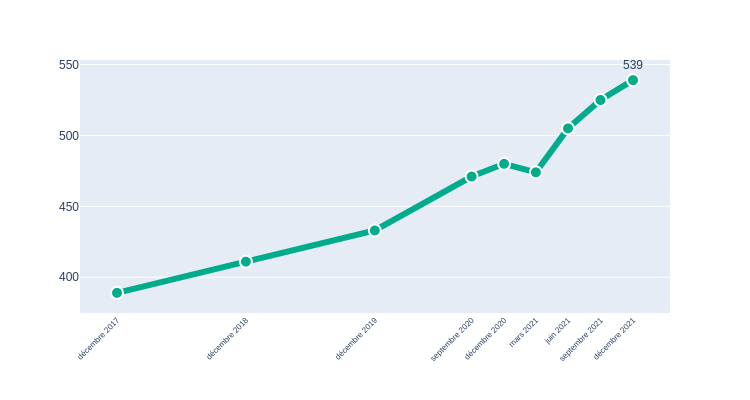 550
500
450
400
539
décembre 2017
décembre 2018
décembre 2019
septembre 2020
décembre 2020
mars 2021
juin 2021
septembre 2021
décembre 2021